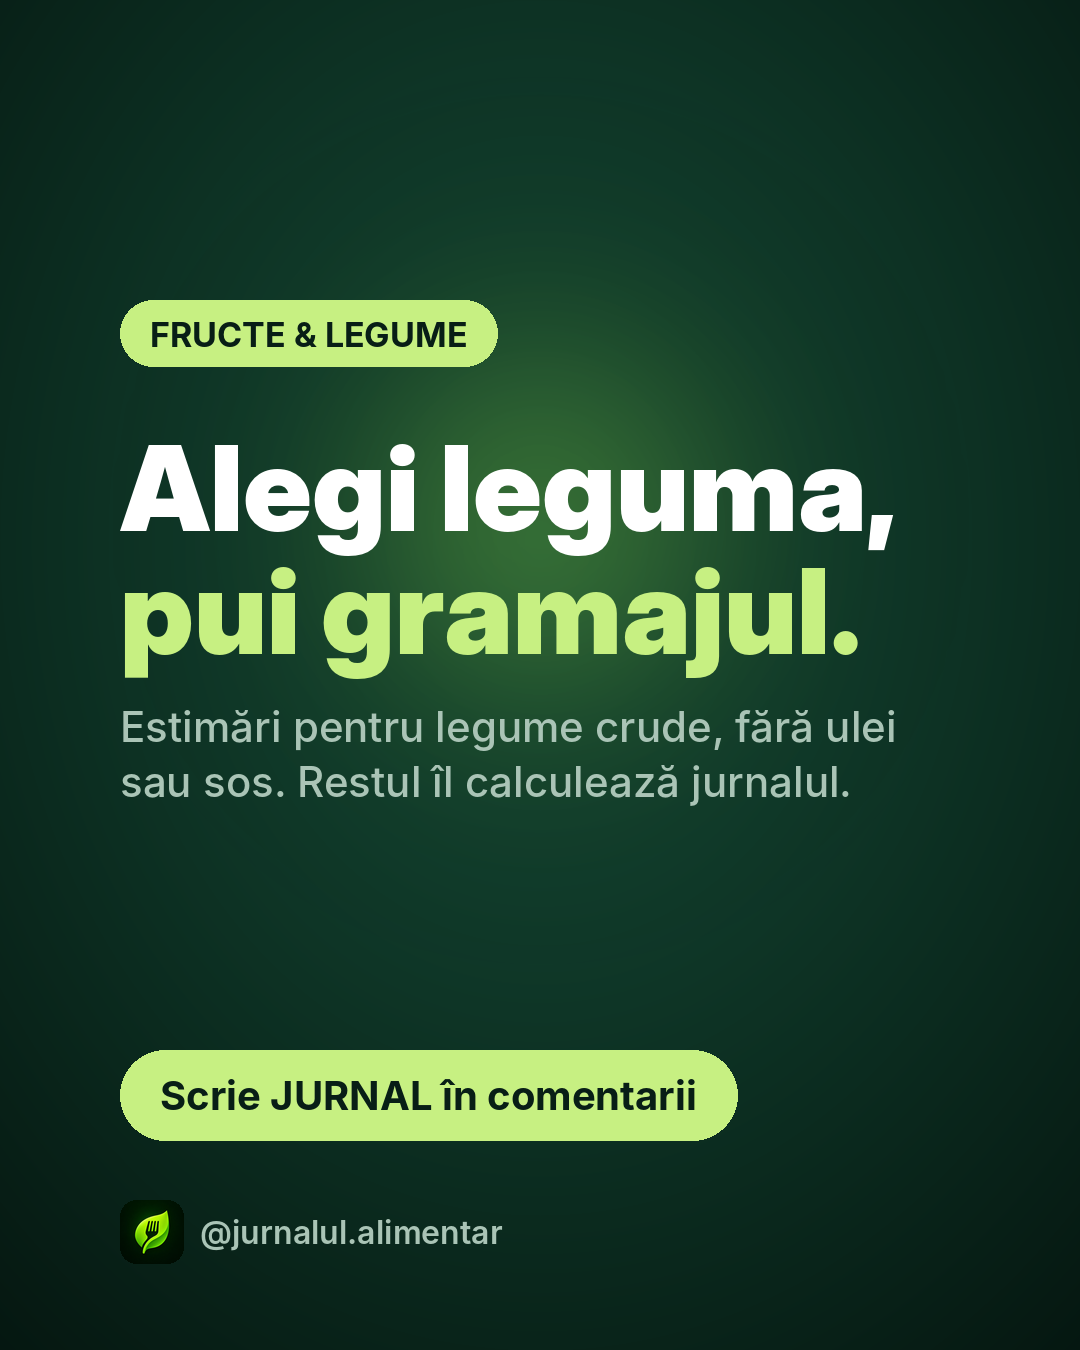 FRUCTE & LEGUME
Alegi leguma,
pui gramajul.
Estimări pentru legume crude, fără ulei
sau sos. Restul îl calculează jurnalul.
Scrie JURNAL în comentarii
@jurnalul.alimentar